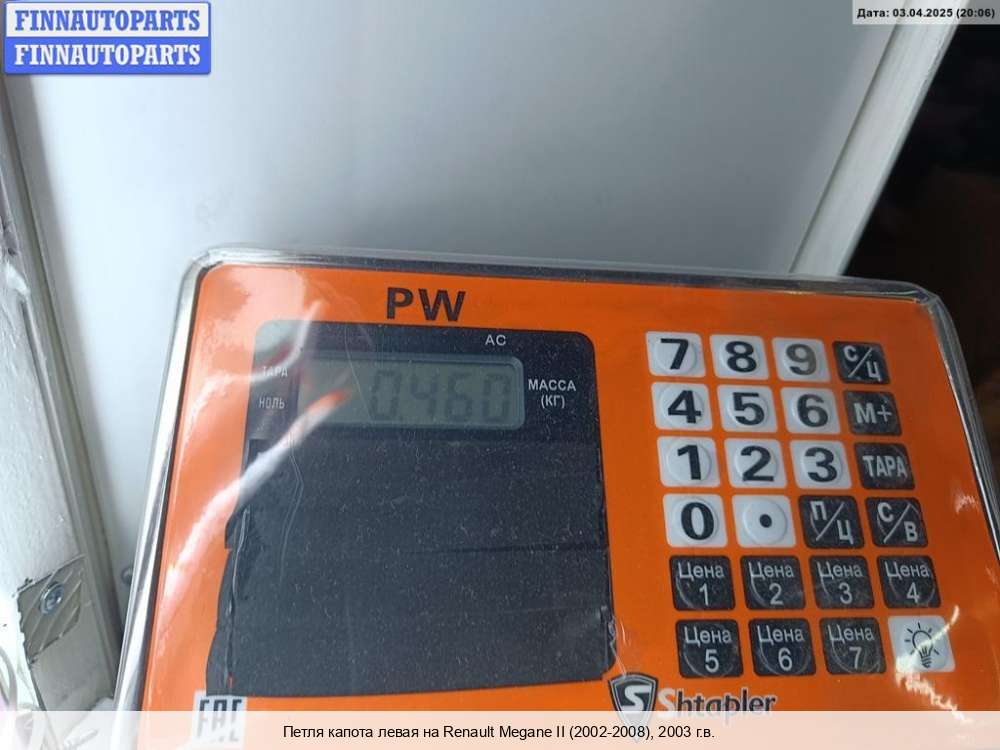 FINNAUTOPARTS
FINNAUTOPARTS
Дата: 03.04.2025 (20:06)
PW
AC
ТАРА
НОЛЬ
0.460
МАССА
(КГ)
7 8 9 С/Ц
4 5 6 М+
1 2 3 ТАРА
0 . П/Ц С/В
Цена 1 Цена 2 Цена 3 Цена 4
Цена 5 Цена 6 Цена 7
EAC
Shtapler
Петля капота левая на Renault Megane II (2002-2008), 2003 г.в.